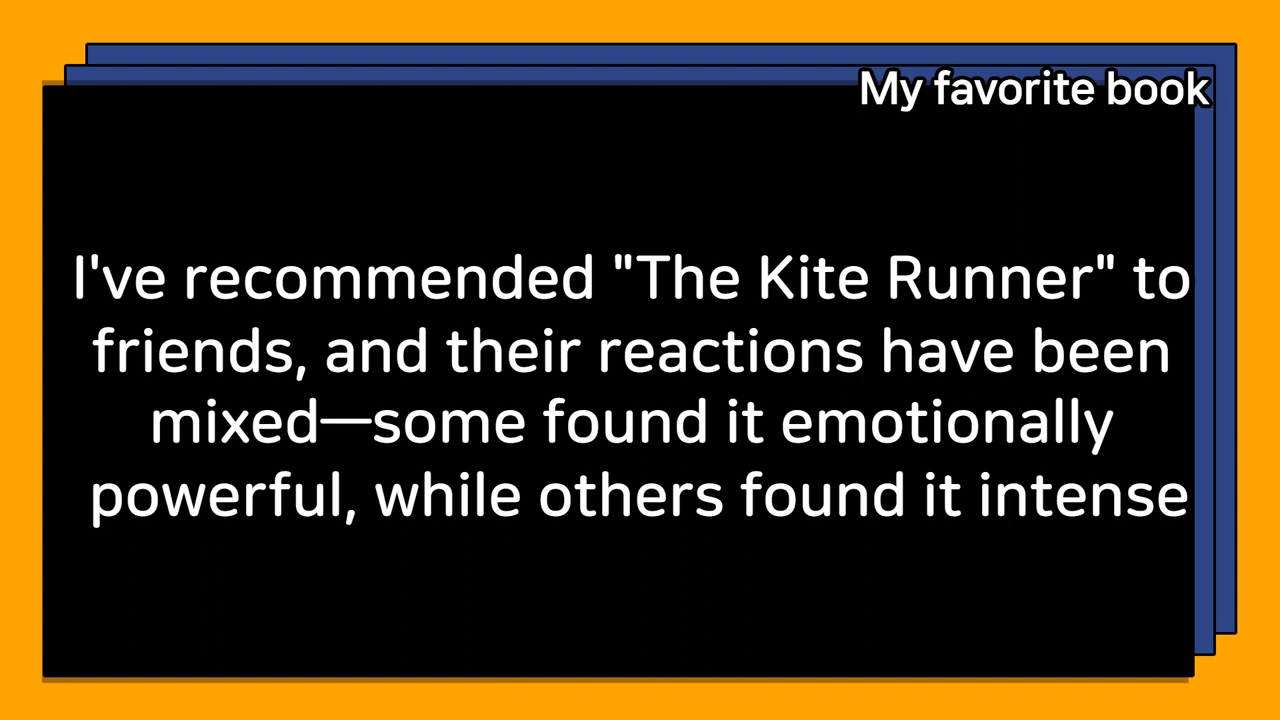 My favorite book
I've recommended "The Kite Runner" to
friends, and their reactions have been
mixed—some found it emotionally
powerful, while others found it intense